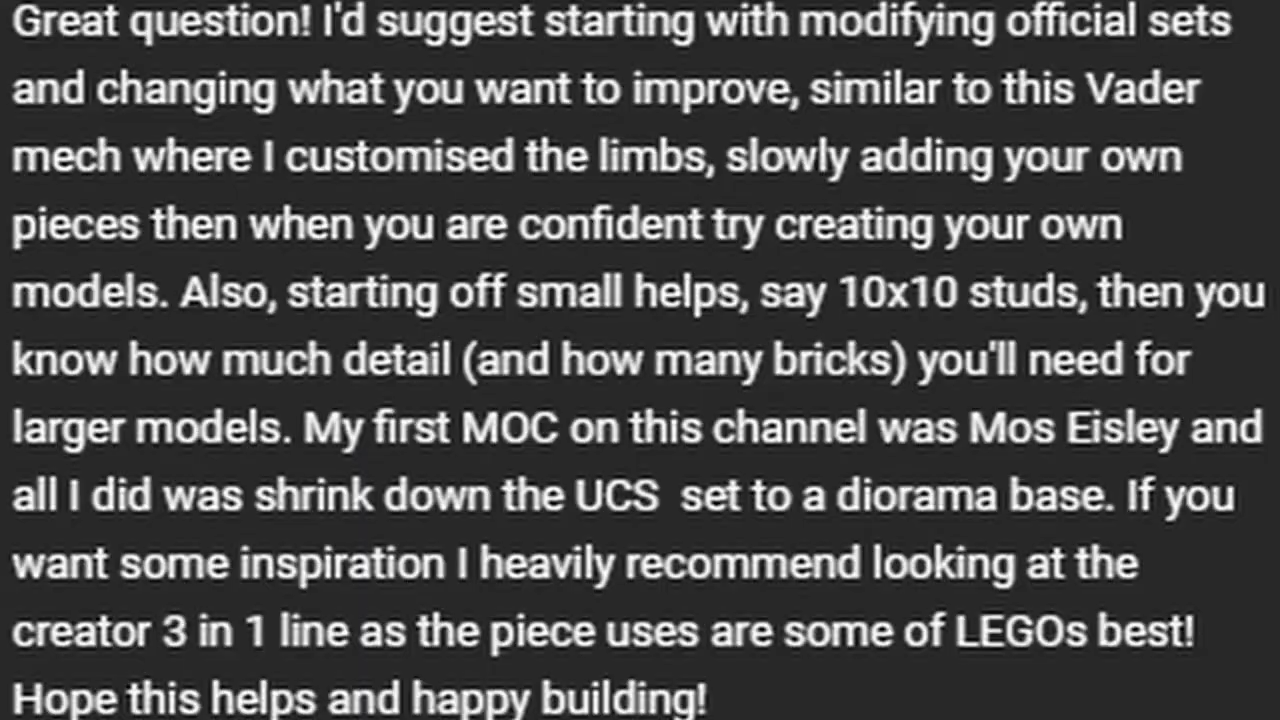 Great question! I'd suggest starting with modifying official sets
and changing what you want to improve, similar to this Vader
mech where I customised the limbs, slowly adding your own
pieces then when you are confident try creating your own
models. Also, starting off small helps, say 10x10 studs, then you
know how much detail (and how many bricks) you'll need for
larger models. My first MOC on this channel was Mos Eisley and
all I did was shrink down the UCS  set to a diorama base. If you
want some inspiration I heavily recommend looking at the
creator 3 in 1 line as the piece uses are some of LEGOs best!
Hope this helps and happy building!